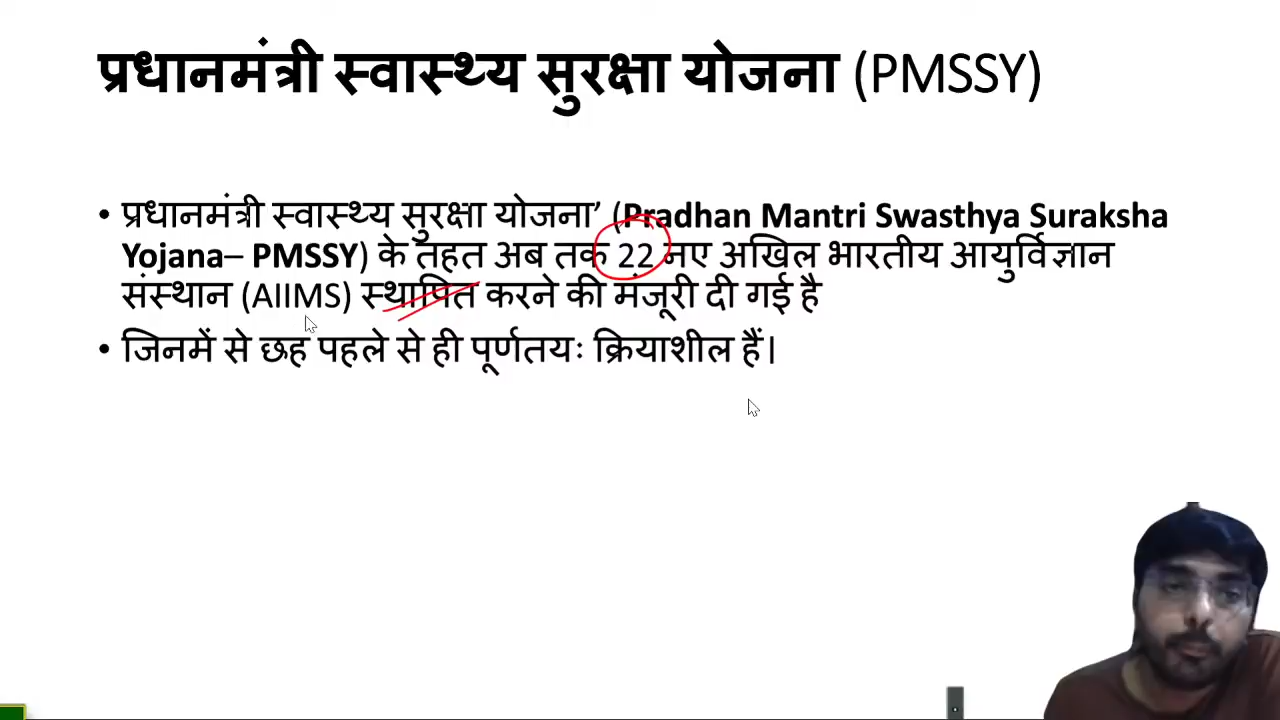 प्रधानमंत्री स्वास्थ्य सुरक्षा योजना (PMSSY)
• प्रधानमंत्री स्वास्थ्य सुरक्षा योजना’ (Pradhan Mantri Swasthya Suraksha
Yojana– PMSSY) के तहत अब तक 22 नए अखिल भारतीय आयुर्विज्ञान
संस्थान (AIIMS) स्थापित करने की मंजूरी दी गई है
• जिनमें से छह पहले से ही पूर्णतयः क्रियाशील हैं।